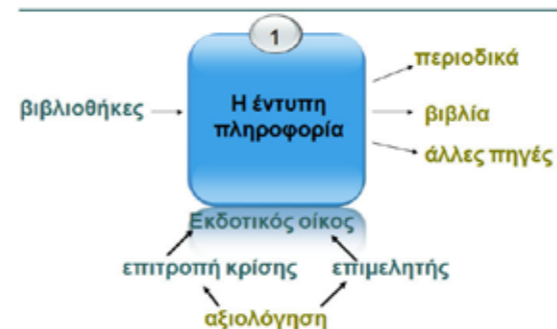 1
περιοδικά
βιβλιοθήκες
Η έντυπη
πληροφορία
βιβλία
άλλες πηγές
Εκδοτικός οίκος
επιτροπή κρίσης
επιμελητής
αξιολόγηση